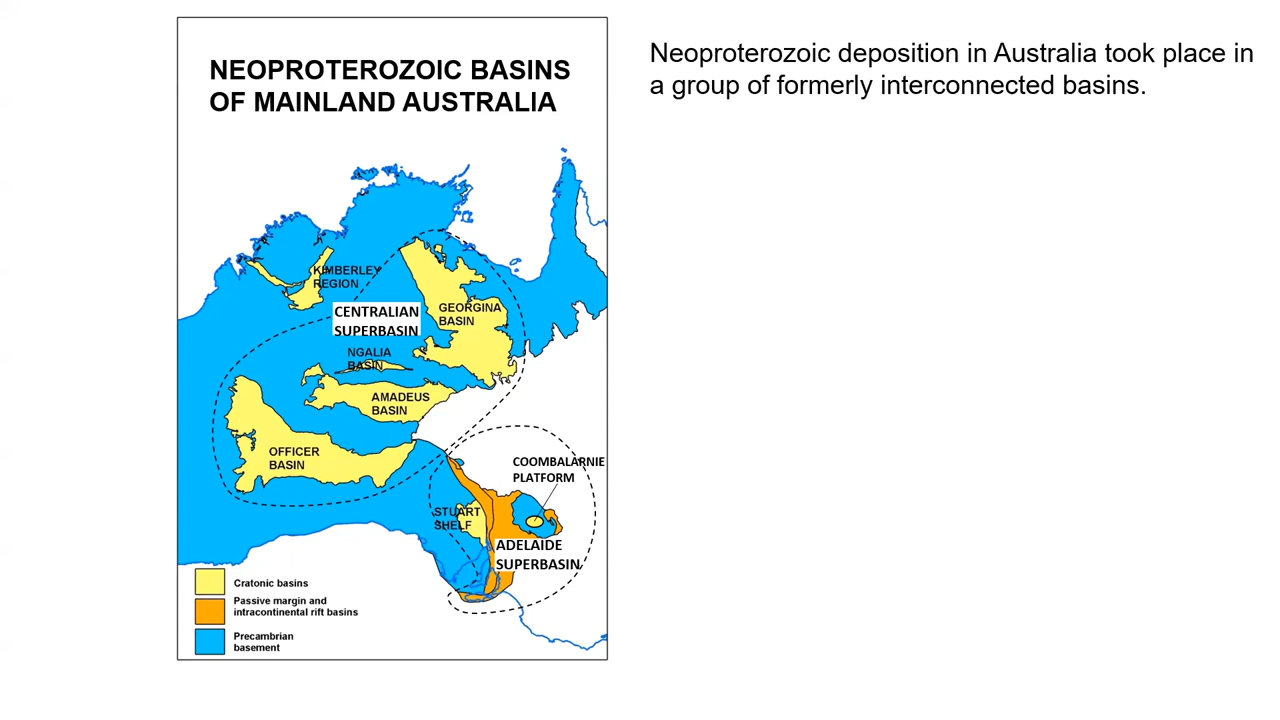 NEOPROTEROZOIC BASINS
OF MAINLAND AUSTRALIA
Neoproterozoic deposition in Australia took place in
a group of formerly interconnected basins.
KIMBERLEY
REGION
CENTRALIAN
SUPERBASIN
GEORGINA
BASIN
NGALIA
BASIN
AMADEUS
BASIN
OFFICER
BASIN
COOMBALARNIE
PLATFORM
STUART
SHELF
ADELAIDE
SUPERBASIN
Cratonic basins
Passive margin and
intracontinental rift basins
Precambrian
basement